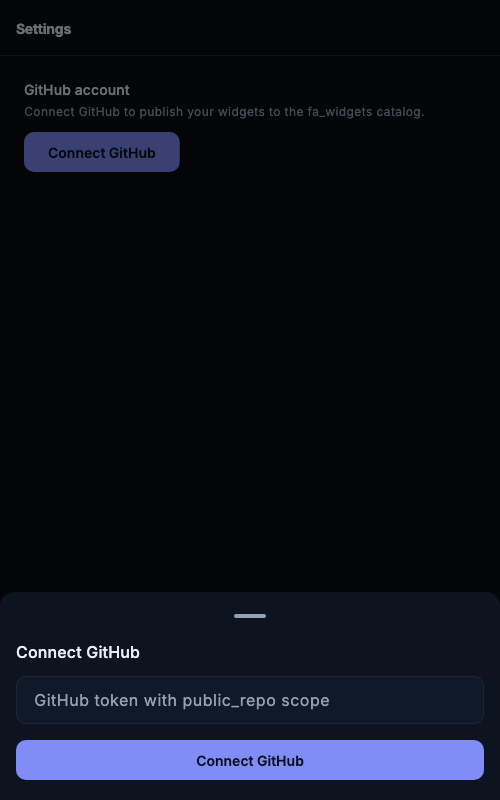 Settings
GitHub account
Connect GitHub to publish your widgets to the fa_widgets catalog.
Connect GitHub
Connect GitHub
GitHub token with public_repo scope
Connect GitHub